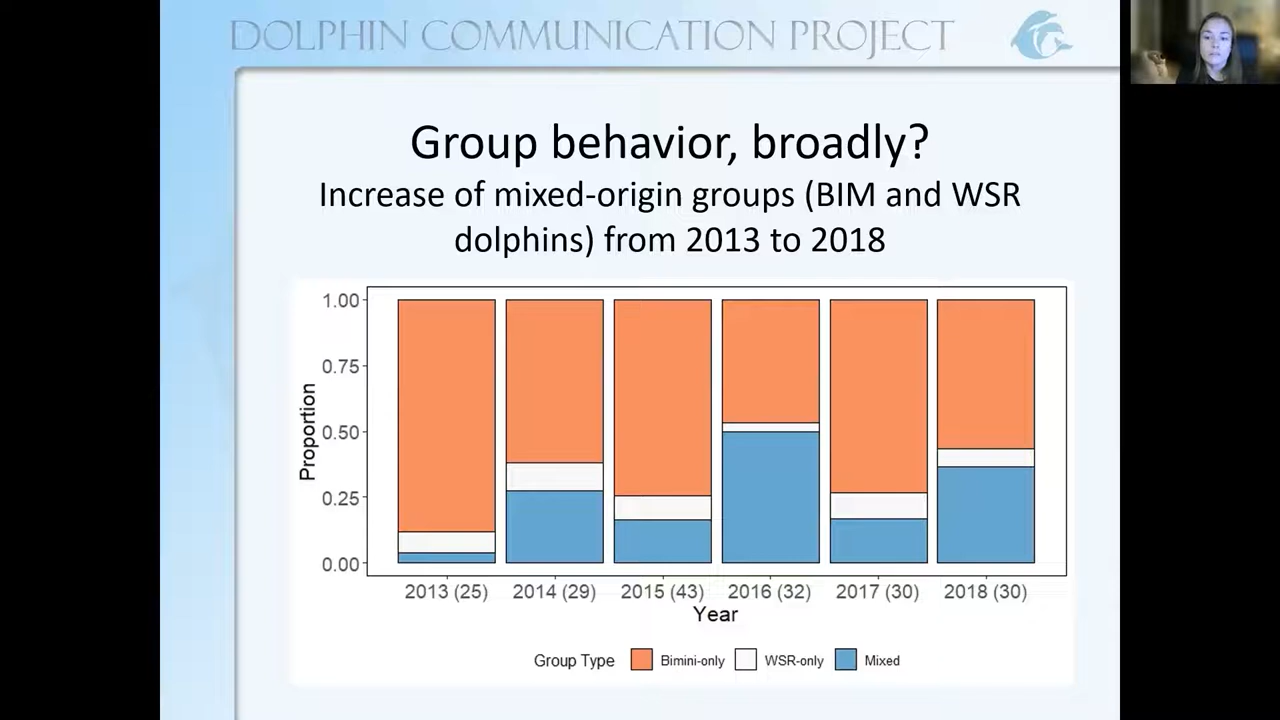 DOLPHIN COMMUNICATION PROJECT
Group behavior, broadly?
Increase of mixed-origin groups (BIM and WSR
dolphins) from 2013 to 2018
1.00
0.75
0.50
0.25
0.00
Proportion
2013 (25) 2014 (29) 2015 (43) 2016 (32) 2017 (30) 2018 (30)
Year
Group Type Bimini-only WSR-only Mixed